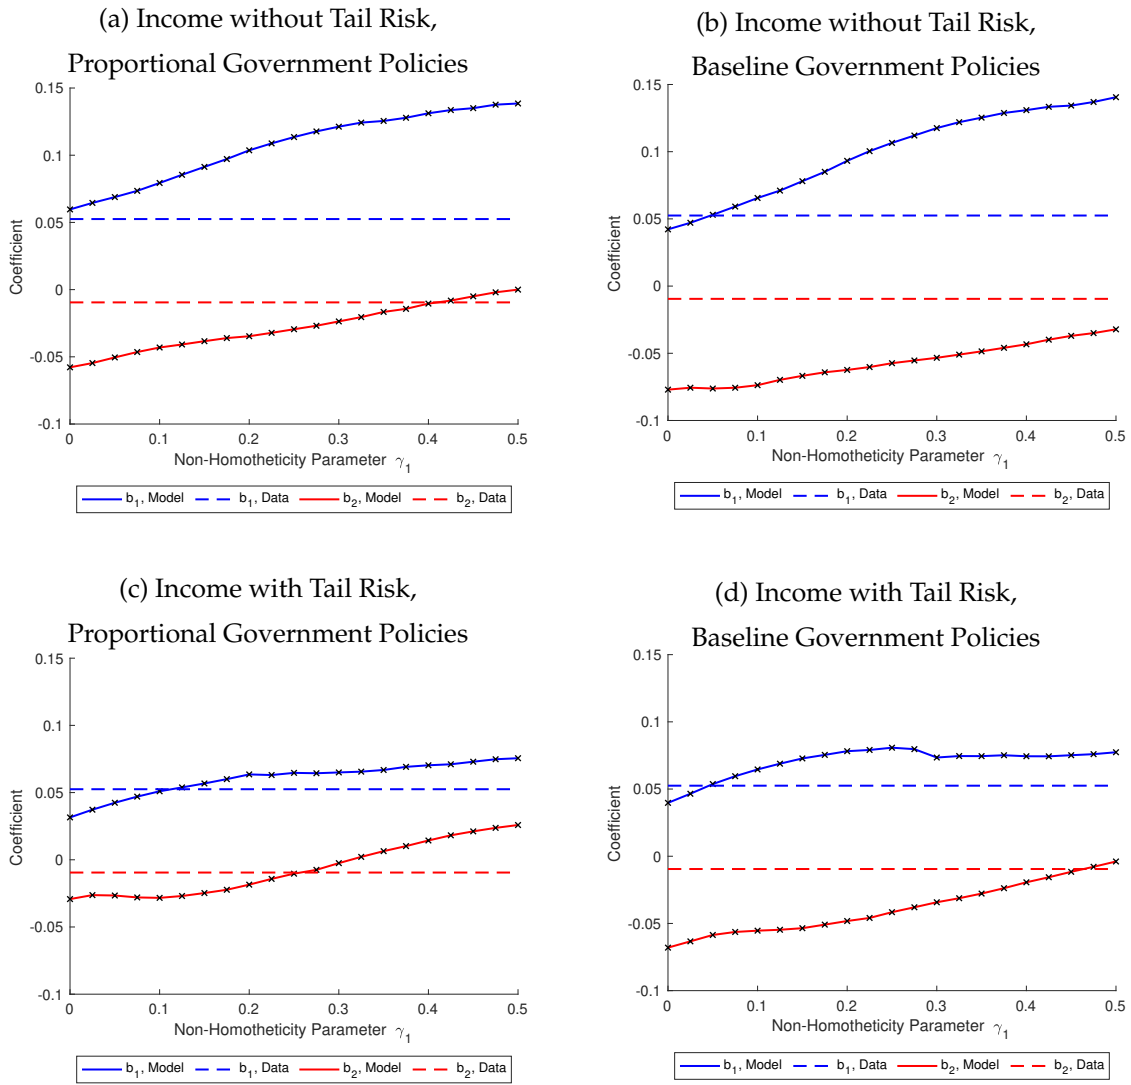 (a) Income without Tail Risk,
Proportional Government Policies
0.15
0.1
0.05
0
-0.05
-0.1
Coefficient
0 0.1 0.2 0.3 0.4 0.5
Non-Homotheticity Parameter γ₁
b₁, Model b₁, Data b₂, Model b₂, Data
(b) Income without Tail Risk,
Baseline Government Policies
0.15
0.1
0.05
0
-0.05
-0.1
Coefficient
0 0.1 0.2 0.3 0.4 0.5
Non-Homotheticity Parameter γ₁
b₁, Model b₁, Data b₂, Model b₂, Data
(c) Income with Tail Risk,
Proportional Government Policies
0.15
0.1
0.05
0
-0.05
-0.1
Coefficient
0 0.1 0.2 0.3 0.4 0.5
Non-Homotheticity Parameter γ₁
b₁, Model b₁, Data b₂, Model b₂, Data
(d) Income with Tail Risk,
Baseline Government Policies
0.15
0.1
0.05
0
-0.05
-0.1
Coefficient
0 0.1 0.2 0.3 0.4 0.5
Non-Homotheticity Parameter γ₁
b₁, Model b₁, Data b₂, Model b₂, Data